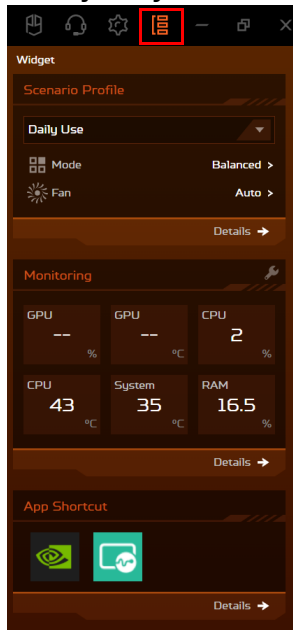 Widget
Scenario Profile
Daily Use
Mode Balanced >
Fan Auto >
Details →
Monitoring
GPU GPU CPU
-- -- 2
% °C %
CPU System RAM
43 35 16.5
°C °C %
Details →
App Shortcut
Details →